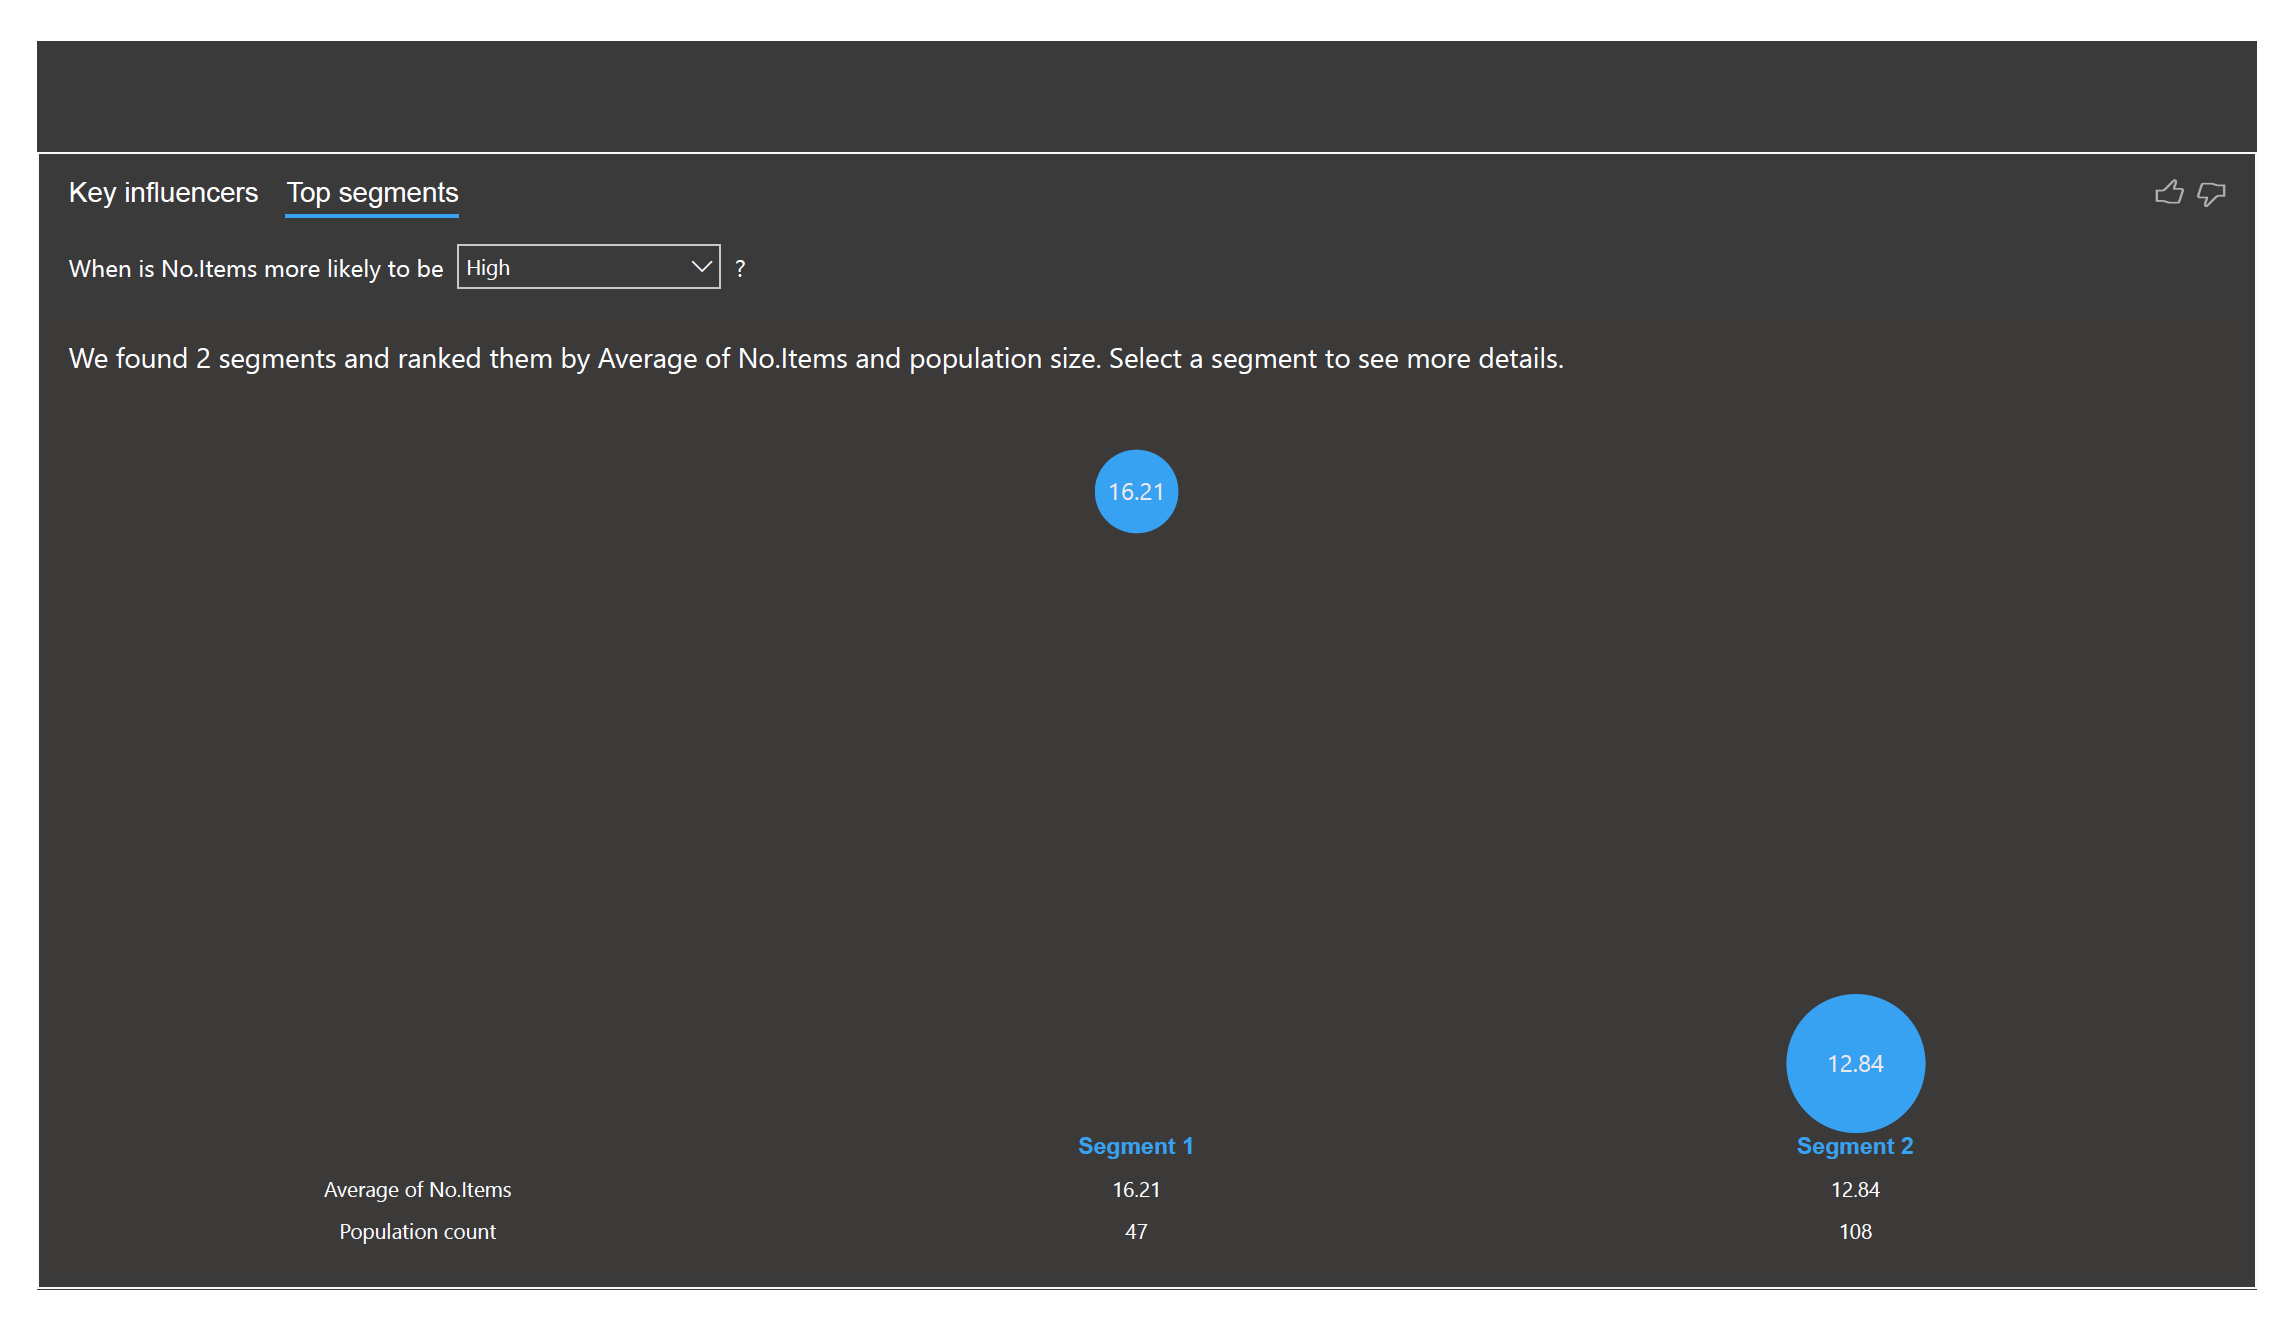 Key influencers Top segments
When is No.Items more likely to be High ?
We found 2 segments and ranked them by Average of No.Items and population size. Select a segment to see more details.
16.21
12.84
Segment 1 Segment 2
Average of No.Items 16.21 12.84
Population count 47 108